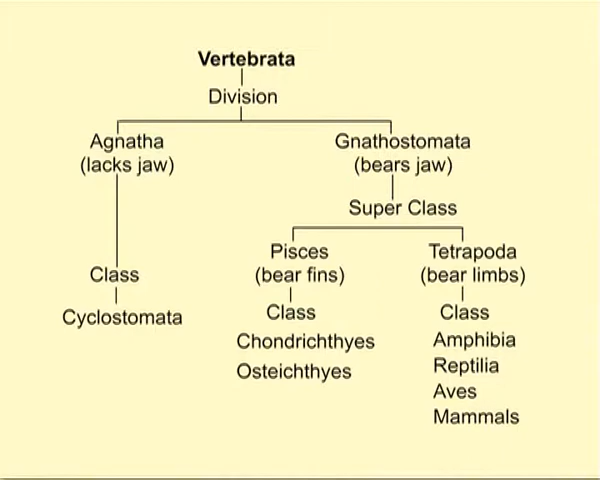 Vertebrata
Division
Agnatha
(lacks jaw)
Gnathostomata
(bears jaw)
Super Class
Class
Cyclostomata
Pisces
(bear fins)
Class
Chondrichthyes
Osteichthyes
Tetrapoda
(bear limbs)
Class
Amphibia
Reptilia
Aves
Mammals